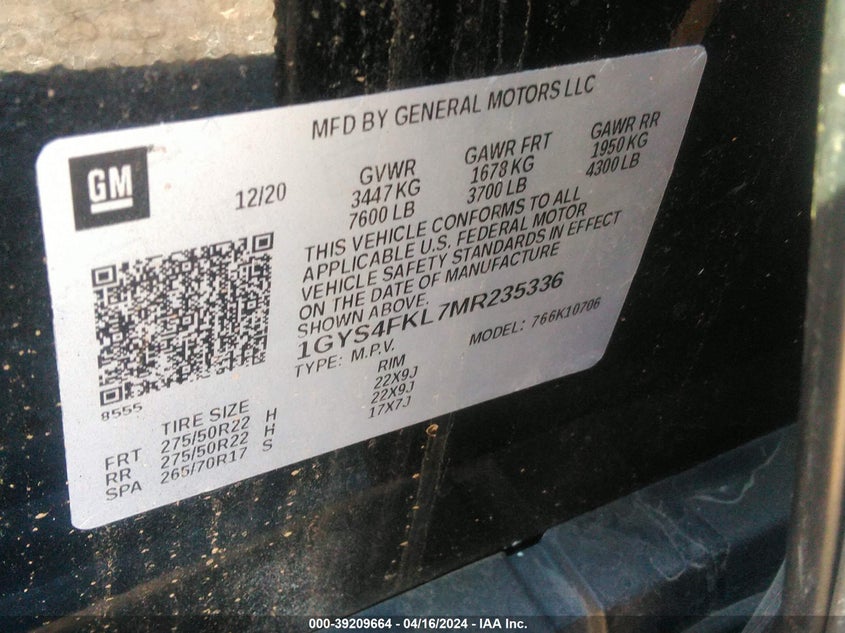 MFD BY GENERAL MOTORS LLC
GM
12/20
GVWR GAWR FRT GAWR RR
3447 KG 1678 KG 1950 KG
7600 LB 3700 LB 4300 LB
THIS VEHICLE CONFORMS TO ALL
APPLICABLE U.S. FEDERAL MOTOR
VEHICLE SAFETY STANDARDS IN EFFECT
ON THE DATE OF MANUFACTURE
SHOWN ABOVE.
1GYS4FKL7MR235336
TYPE: M.P.V. MODEL: 766K10706
8555
TIRE SIZE RIM
FRT 275/50R22 H 22X9J
RR 275/50R22 H 22X9J
SPA 265/70R17 S 17X7J
000-39209664 - 04/16/2024 - IAA Inc.